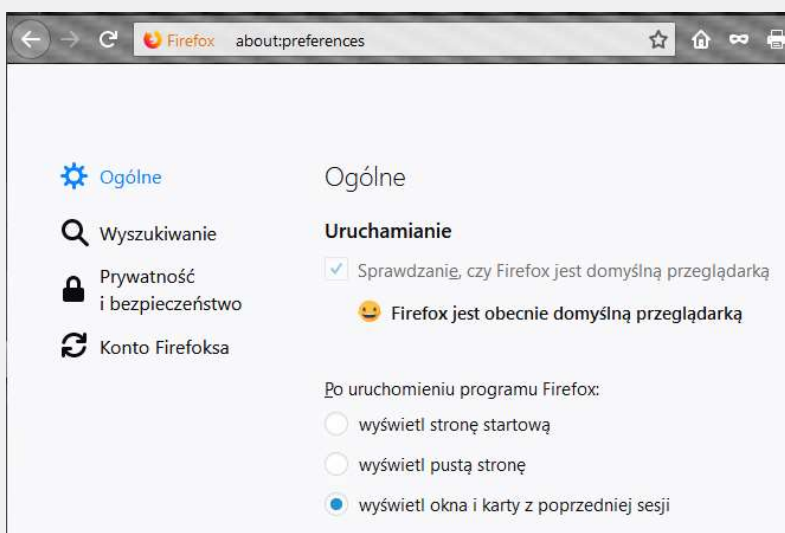 Firefox about:preferences
Ogólne
Wyszukiwanie
Prywatność
i bezpieczeństwo
Konto Firefoksa
Ogólne
Uruchamianie
Sprawdzanie, czy Firefox jest domyślną przeglądarką
Firefox jest obecnie domyślną przeglądarką
Po uruchomieniu programu Firefox:
wyświetl stronę startową
wyświetl pustą stronę
wyświetl okna i karty z poprzedniej sesji